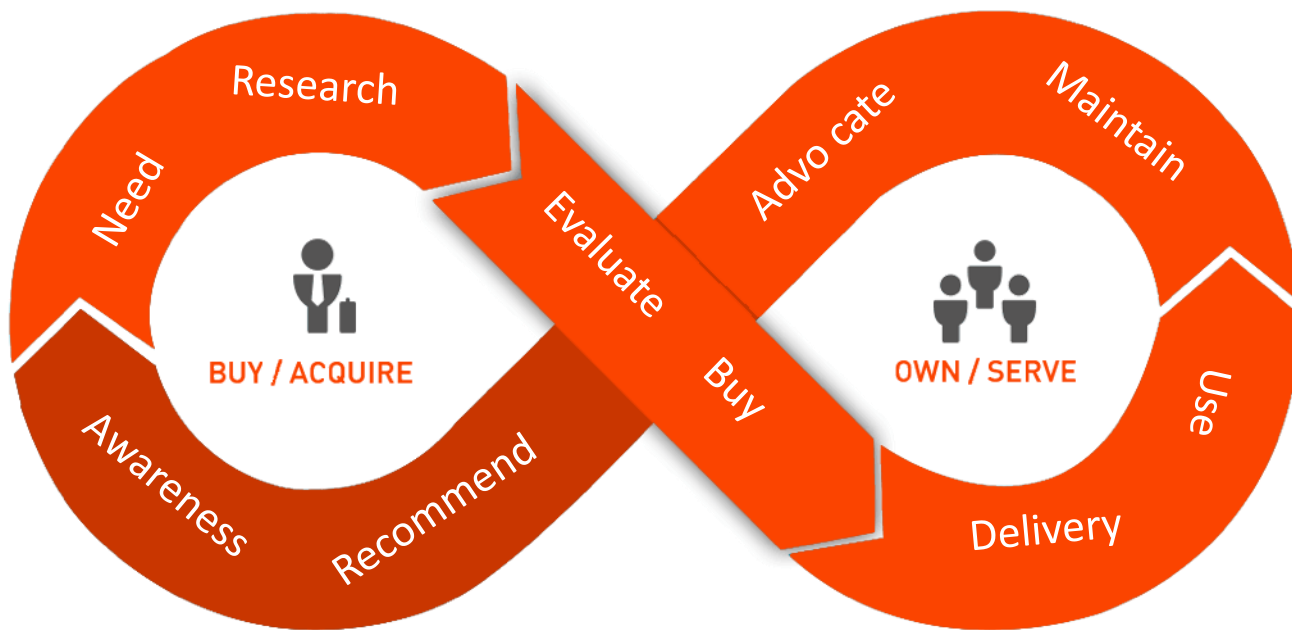 Research
Need
BUY / ACQUIRE
Awareness
Recommend
Evaluate
Buy
Advo cate
Maintain
OWN / SERVE
Use
Delivery